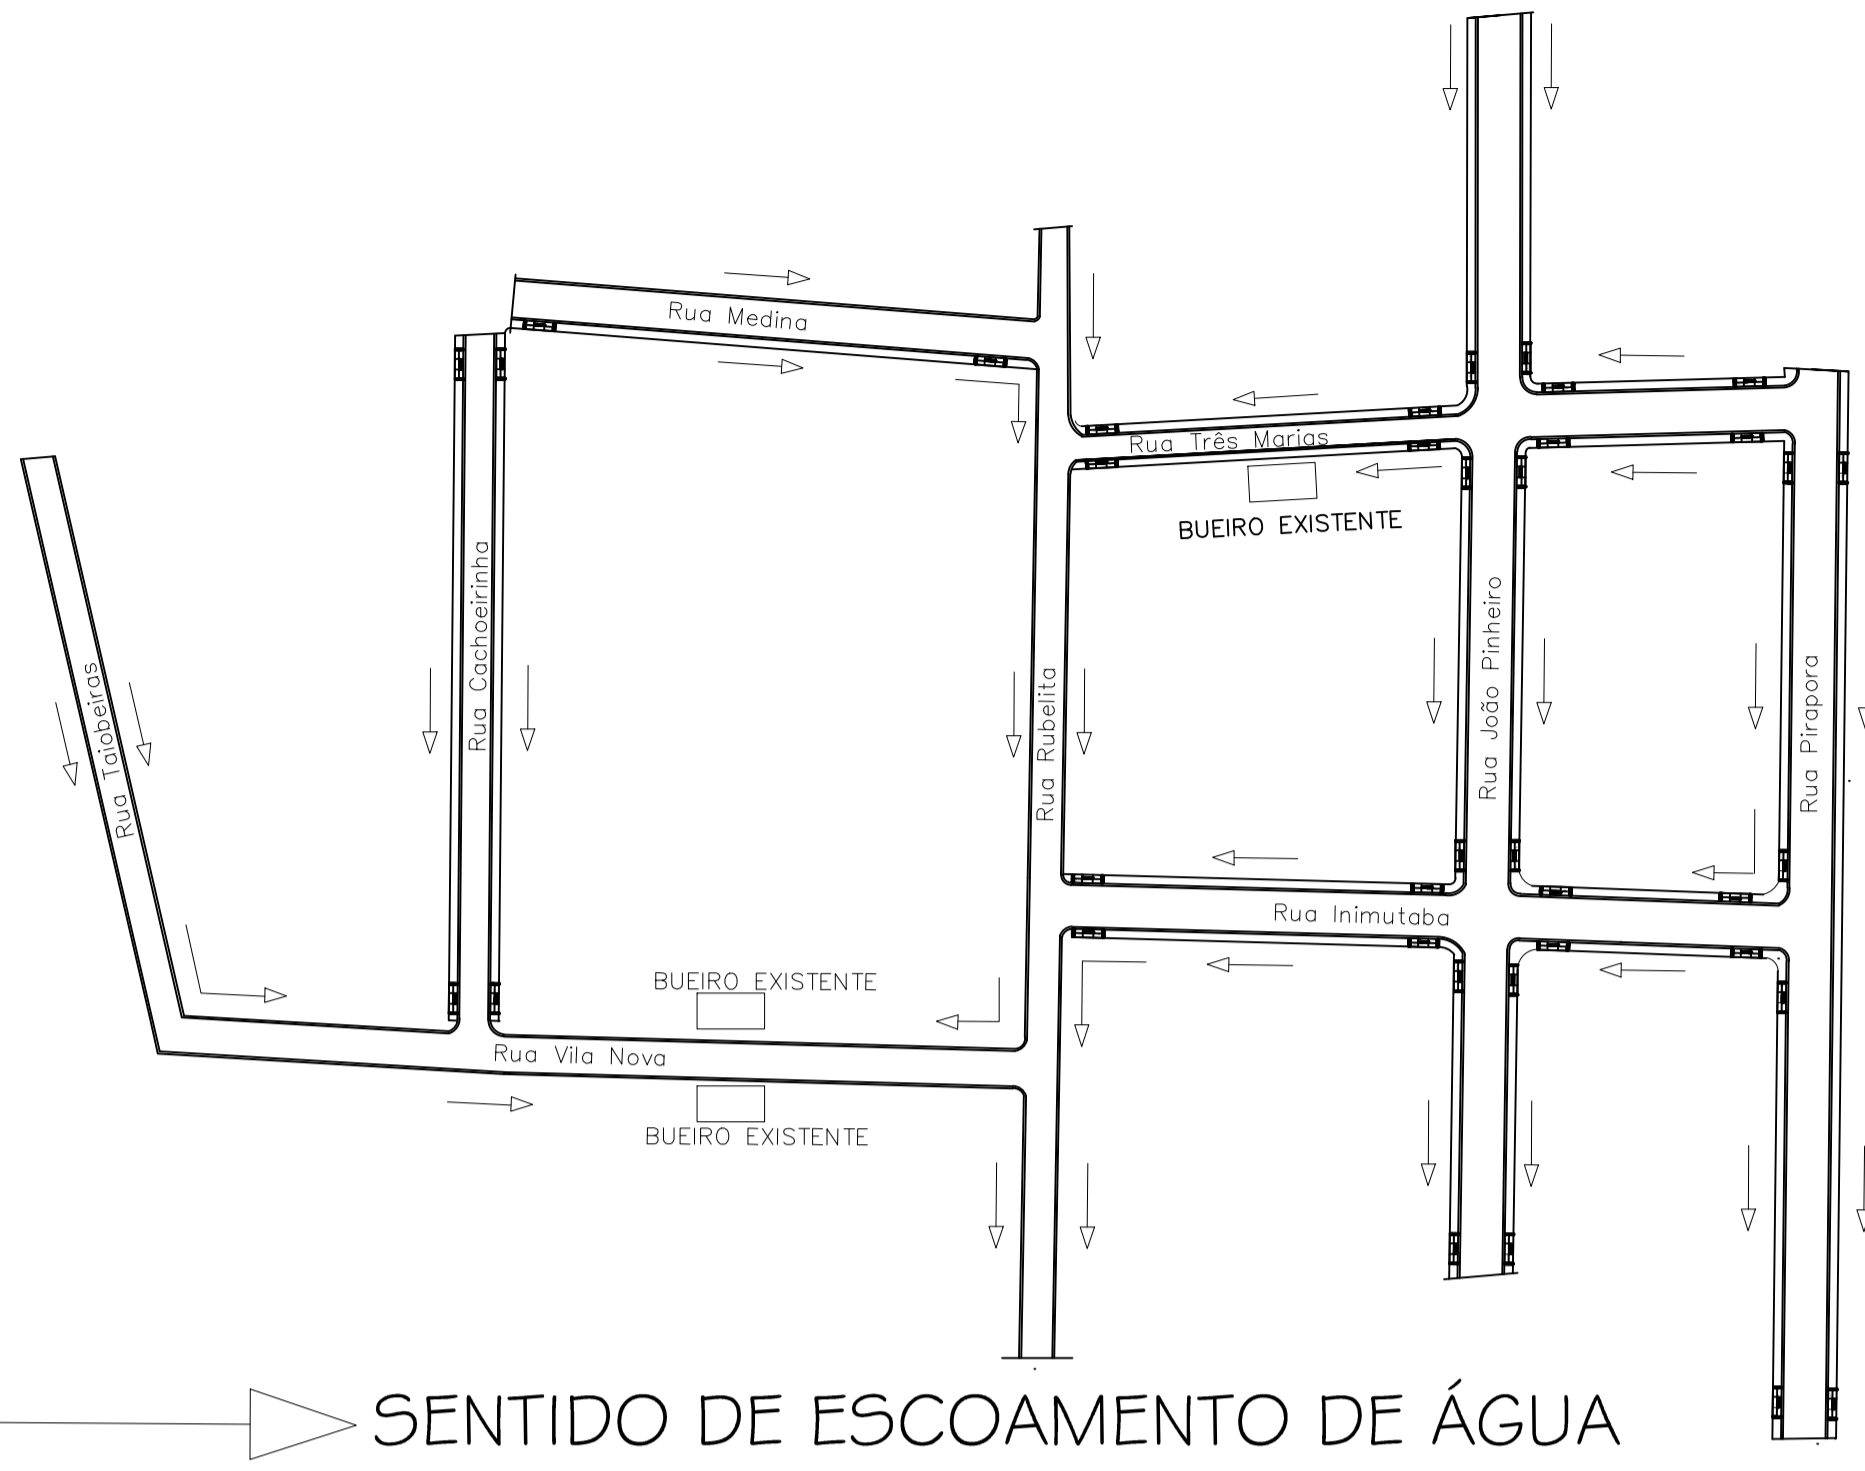 Rua Medina
Rua Três Marias
BUEIRO EXISTENTE
Rua Cachoeirinha
Rua Taiobeiras
Rua Rubelita
Rua João Pinheiro
Rua Pirapora
Rua Inimutaba
BUEIRO EXISTENTE
Rua Vila Nova
BUEIRO EXISTENTE
SENTIDO DE ESCOAMENTO DE ÁGUA